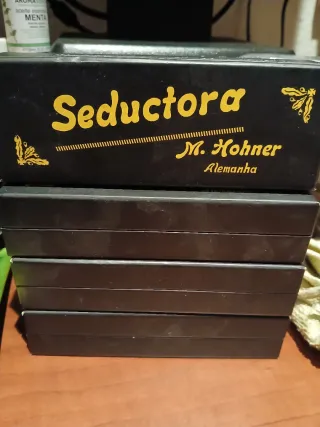 MENTA
Seductora
M. Hohner
Alemanha